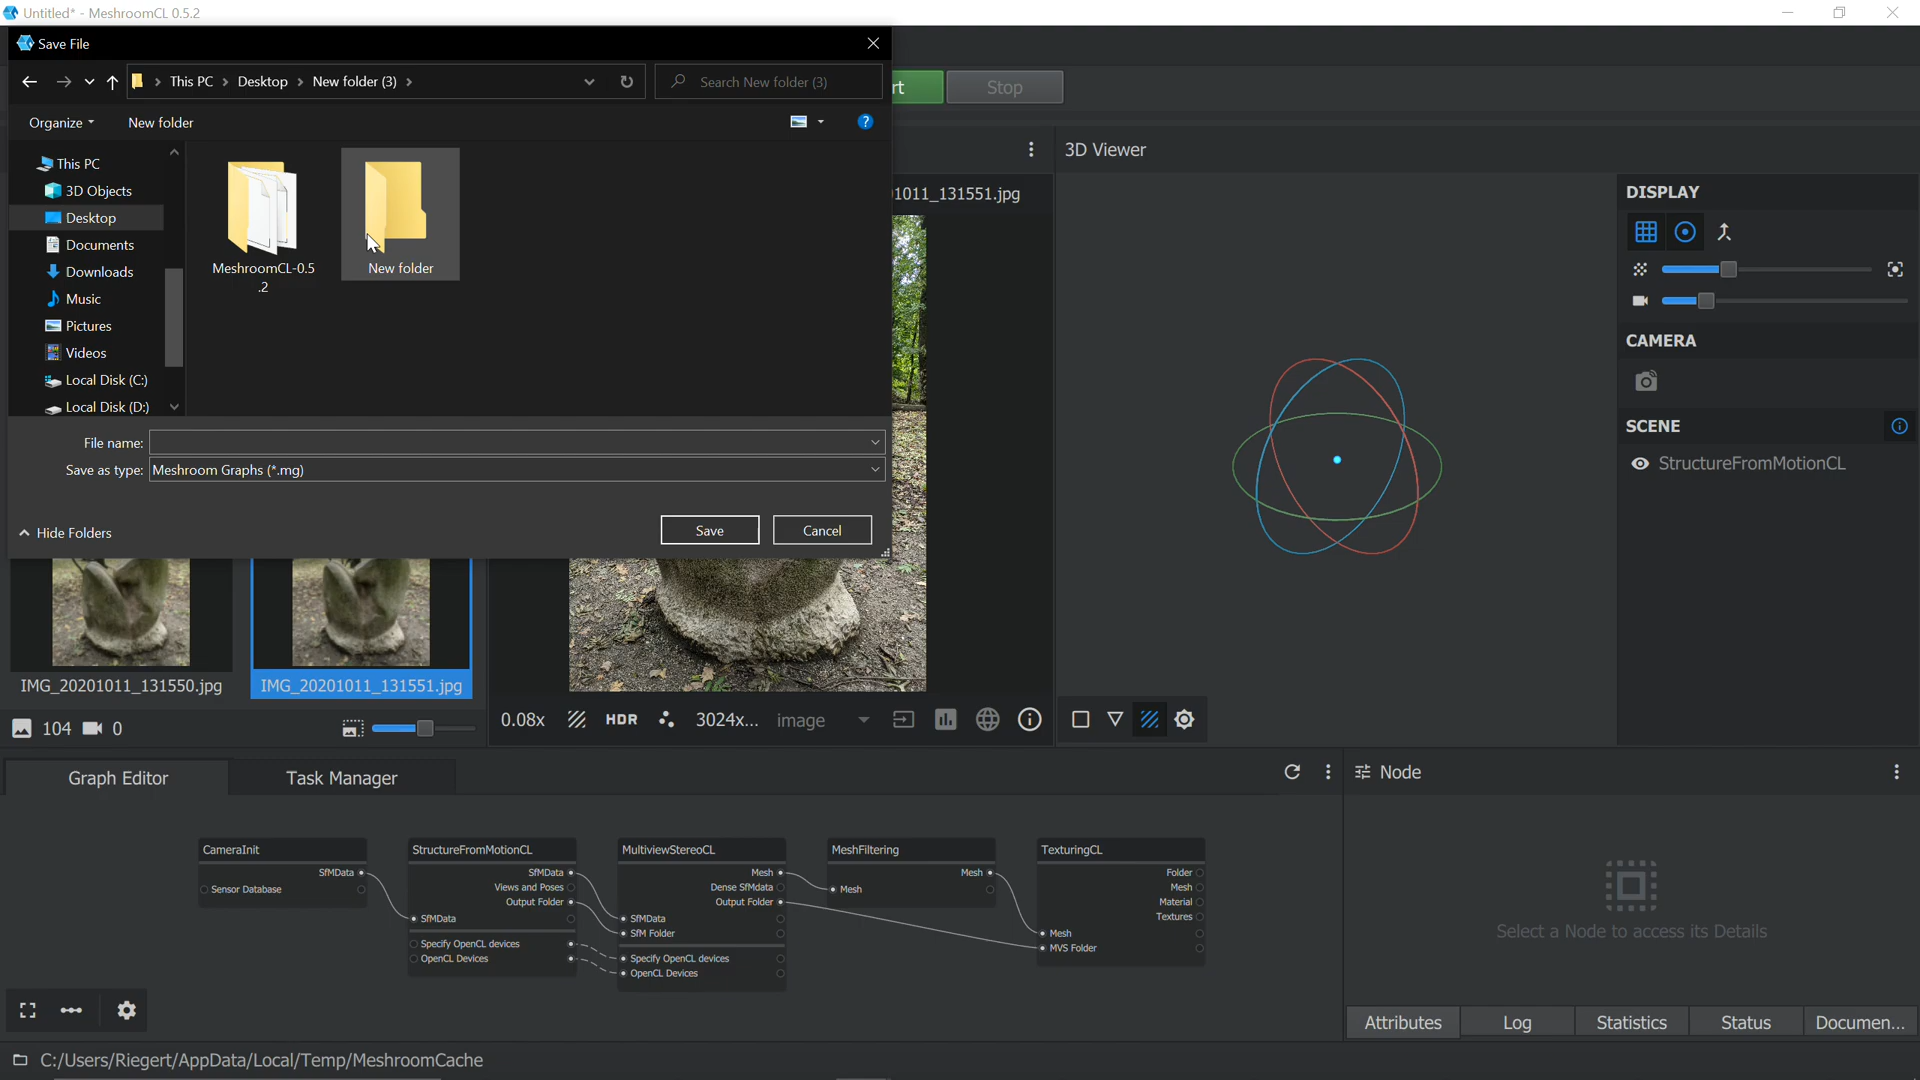 Untitled* - MeshroomCL 0.5.2
Save File
This PC > Desktop > New folder (3) >
Search New folder (3)
rt
Stop
Organize
New folder
This PC
3D Objects
Desktop
Documents
Downloads
Music
Pictures
Videos
Local Disk (C:)
Local Disk (D:)
MeshroomCL-0.5
.2
New folder
File name:
Save as type: Meshroom Graphs (*.mg)
Hide Folders
Save
Cancel
1011_131551.jpg
3D Viewer
DISPLAY
CAMERA
SCENE
StructureFromMotionCL
IMG_20201011_131550.jpg
IMG_20201011_131551.jpg
104
0
0.08x
HDR
3024x...
image
Graph Editor
Task Manager
Node
CameraInit
SfMData
Sensor Database
StructureFromMotionCL
SfMData
Views and Poses
Output Folder
SfMData
Specify OpenCL devices
OpenCL Devices
MultiviewStereoCL
Mesh
Dense SfMdata
Output Folder
SfMData
SfM Folder
Specify OpenCL devices
OpenCL Devices
MeshFiltering
Mesh
Mesh
TexturingCL
Folder
Mesh
Material
Textures
Mesh
MVS Folder
Select a Node to access its Details
Attributes
Log
Statistics
Status
Documen...
C:/Users/Riegert/AppData/Local/Temp/MeshroomCache